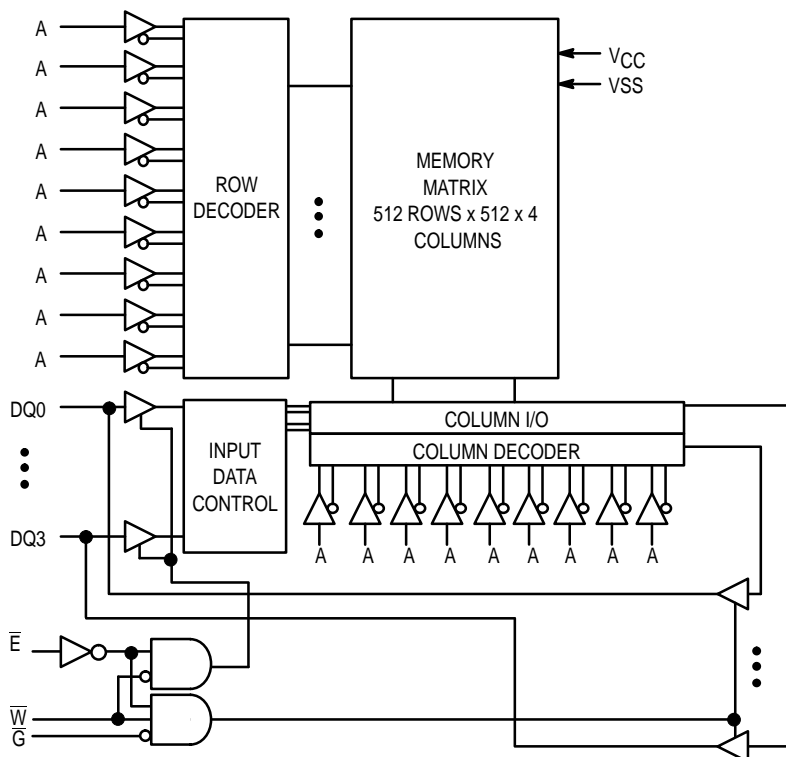 A
A
A
A
A
A
A
A
A
ROW
DECODER
MEMORY
MATRIX
512 ROWS x 512 x 4
COLUMNS
VCC
VSS
DQ0
DQ3
INPUT
DATA
CONTROL
COLUMN I/O
COLUMN DECODER
A A A A A A A A A
E̅
W̅
G̅